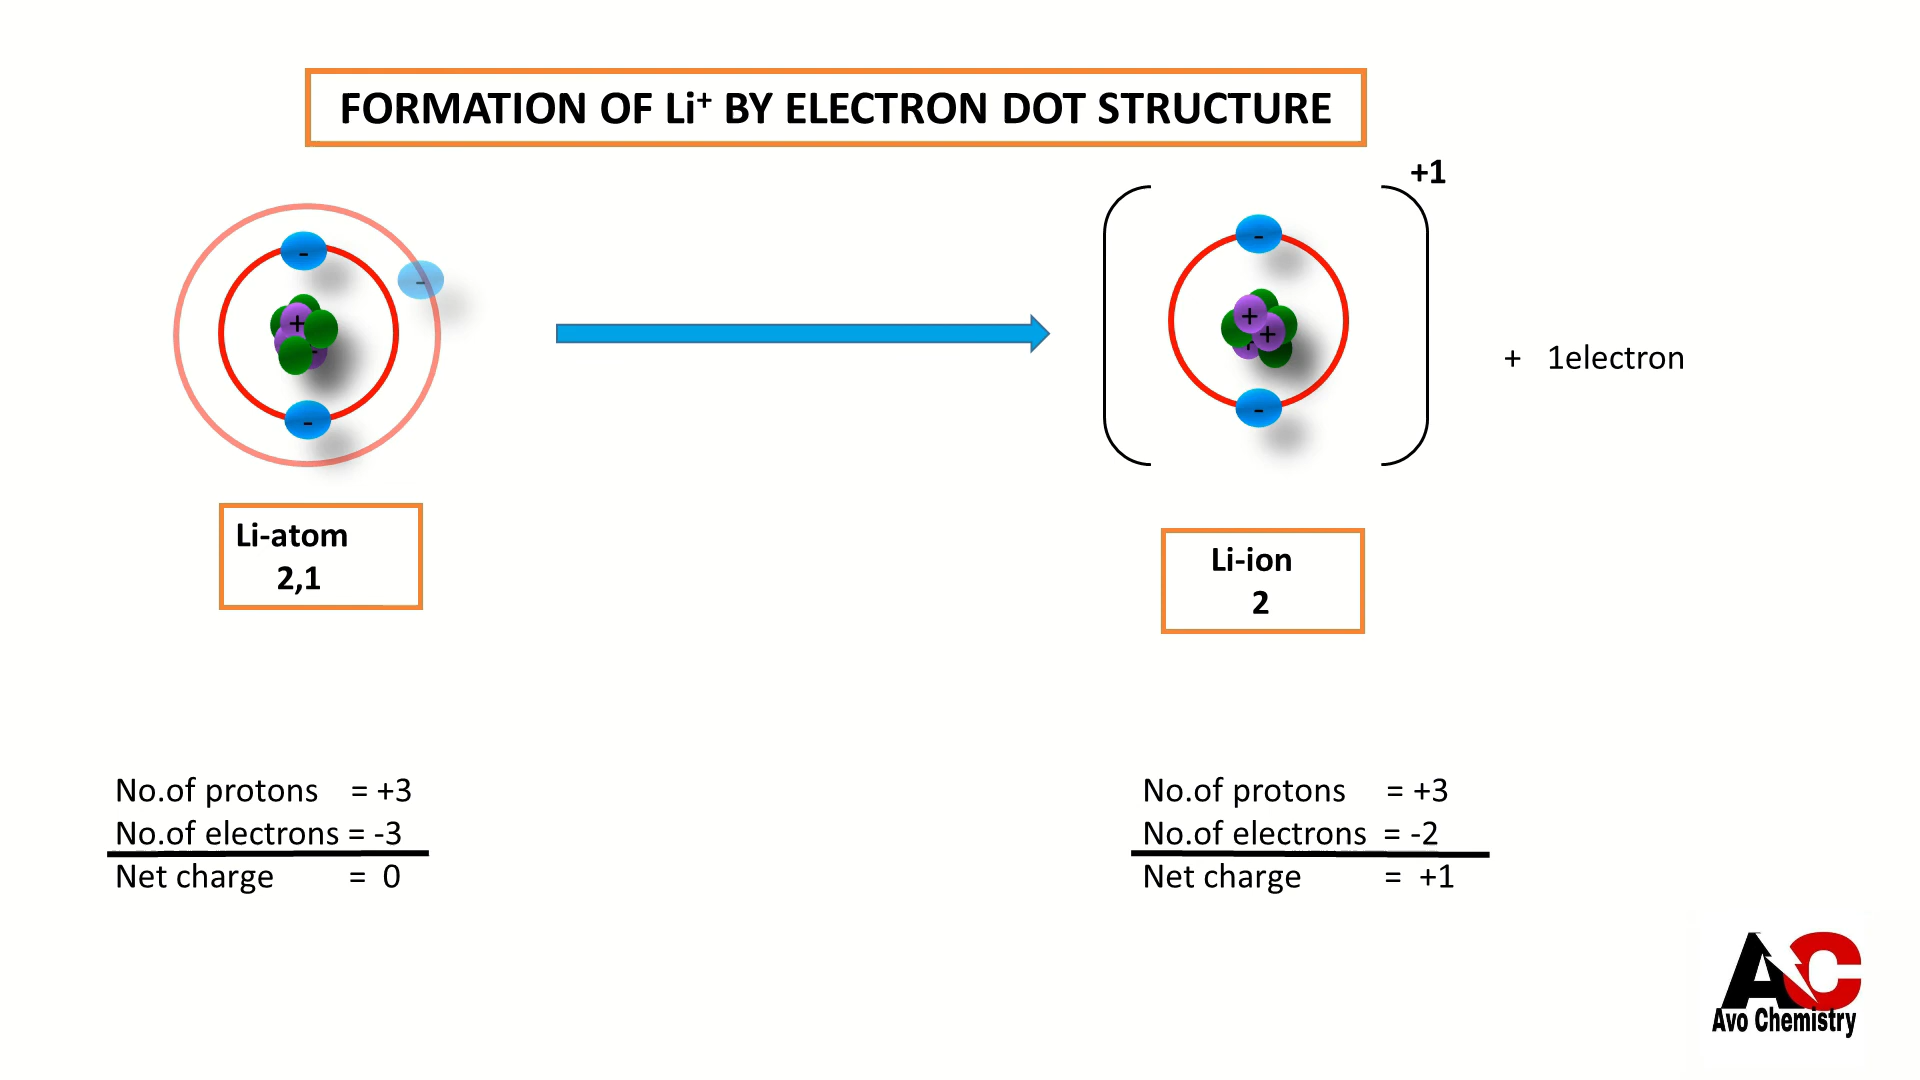 FORMATION OF Li⁺ BY ELECTRON DOT STRUCTURE
+1
-
-
-
+
-
-
+
+
-
+ 1electron
Li-atom
2,1
Li-ion
2
No.of protons = +3
No.of electrons = -3
Net charge = 0
No.of protons = +3
No.of electrons = -2
Net charge = +1
AC
Avo Chemistry